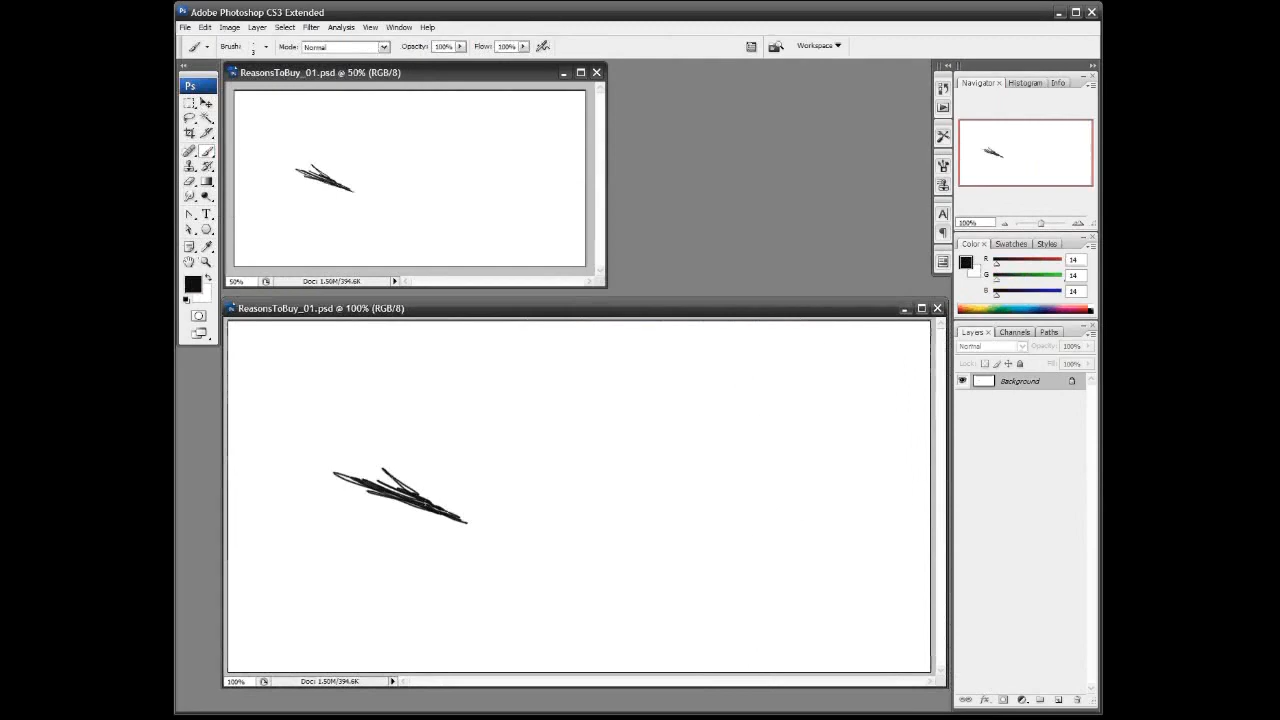 Adobe Photoshop CS3 Extended
File Edit Image Layer Select Filter Analysis View Window Help
Brush: 3 Mode: Normal Opacity: 100% Flow: 100% Workspace
Ps
ReasonsToBuy_01.psd @ 50% (RGB/8)
50% Doc: 1.50M/394.6K
ReasonsToBuy_01.psd @ 100% (RGB/8)
100% Doc: 1.50M/394.6K
Navigator Histogram Info
100%
Color Swatches Styles
R 14
G 14
B 14
Layers Channels Paths
Normal Opacity: 100%
Lock: Fill: 100%
Background